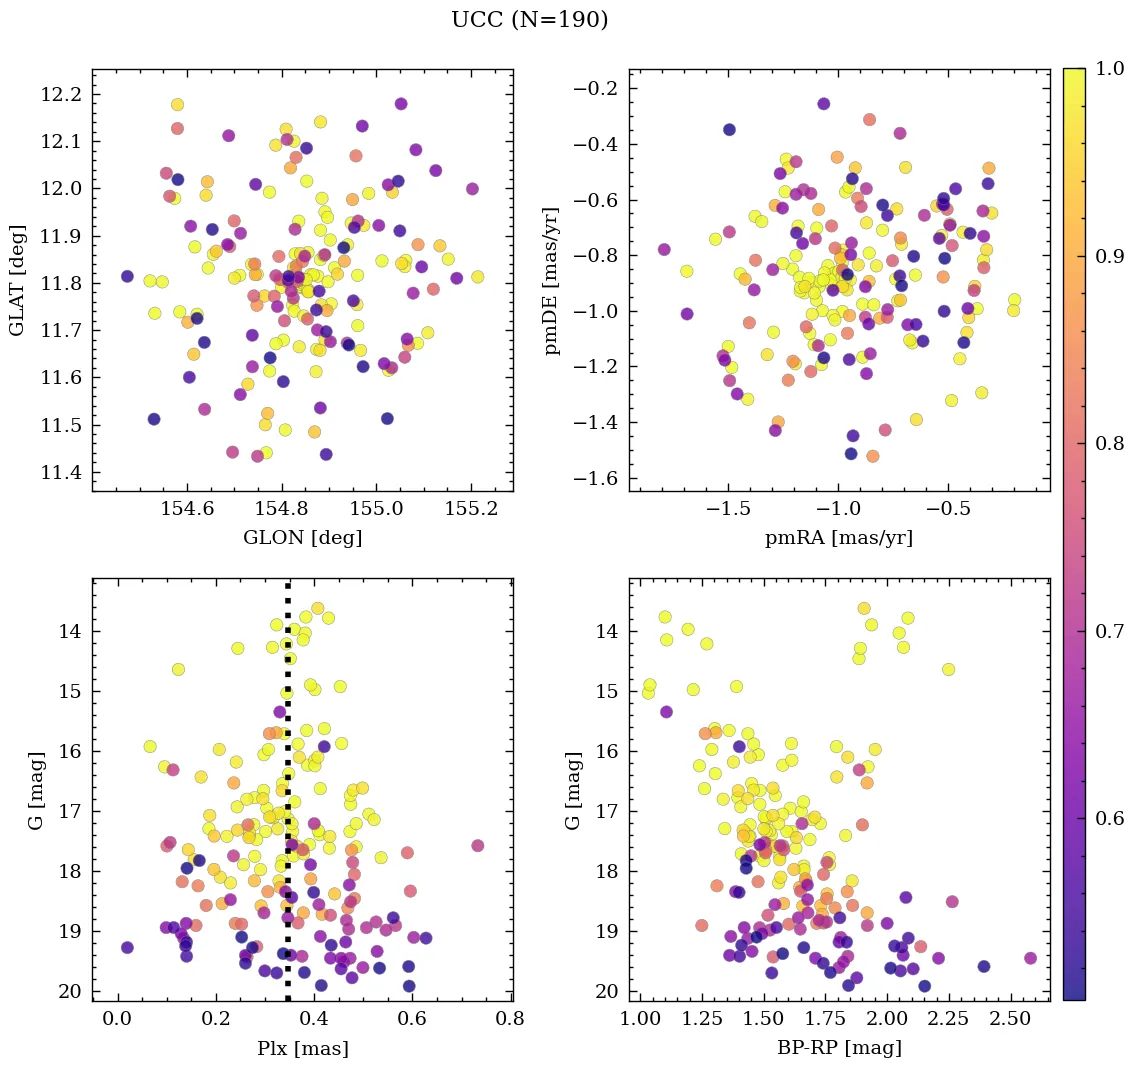 UCC (N=190)
12.2
12.1
12.0
11.9
11.8
11.7
11.6
11.5
11.4
GLAT [deg]
154.6 154.8 155.0 155.2
GLON [deg]
−0.2
−0.4
−0.6
−0.8
−1.0
−1.2
−1.4
−1.6
pmDE [mas/yr]
−1.5 −1.0 −0.5
pmRA [mas/yr]
14
15
16
17
18
19
20
G [mag]
0.0 0.2 0.4 0.6 0.8
Plx [mas]
14
15
16
17
18
19
20
G [mag]
1.00 1.25 1.50 1.75 2.00 2.25 2.50
BP-RP [mag]
1.0
0.9
0.8
0.7
0.6